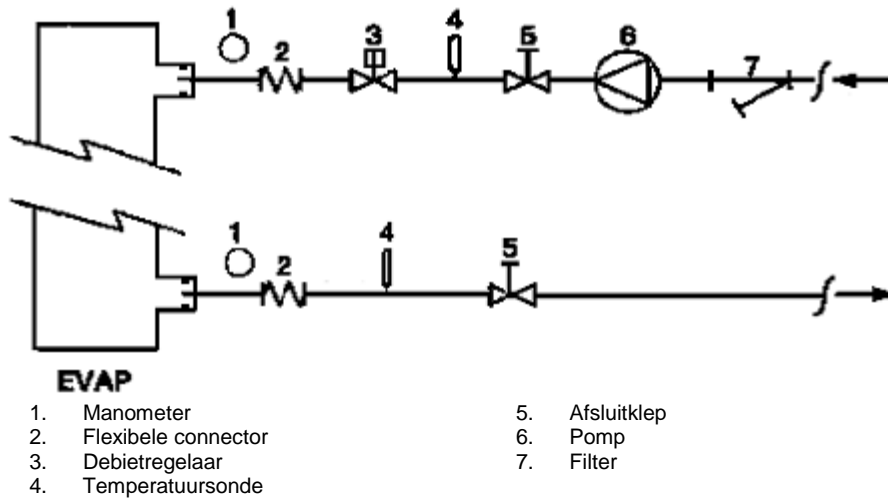 1 2 3 4 5 6 7
1 2 4 5
EVAP
1. Manometer
2. Flexibele connector
3. Debietregelaar
4. Temperatuursonde
5. Afsluitklep
6. Pomp
7. Filter